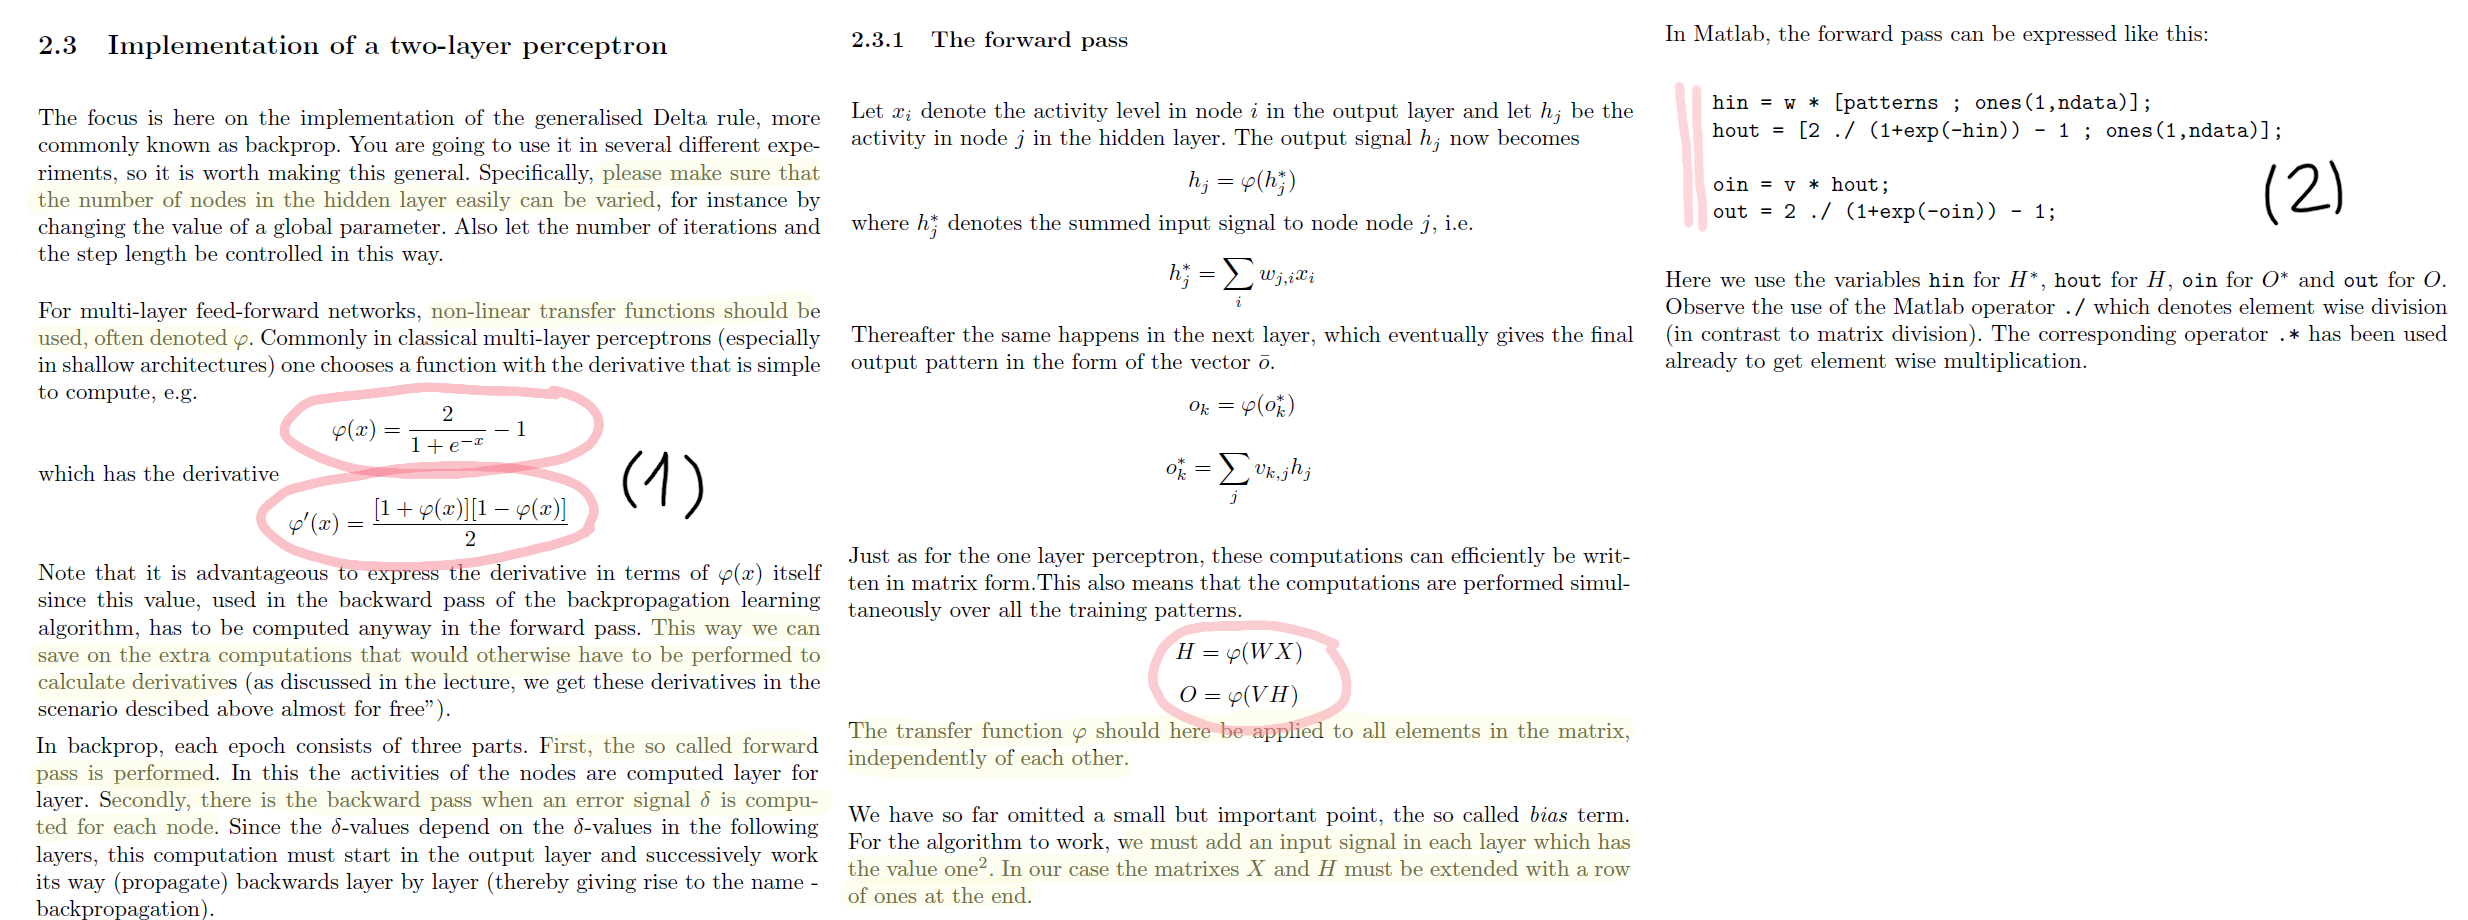 2.3 Implementation of a two-layer perceptron
The focus is here on the implementation of the generalised Delta rule, more
commonly known as backprop. You are going to use it in several different expe-
riments, so it is worth making this general. Specifically, please make sure that
the number of nodes in the hidden layer easily can be varied, for instance by
changing the value of a global parameter. Also let the number of iterations and
the step length be controlled in this way.
For multi-layer feed-forward networks, non-linear transfer functions should be
used, often denoted φ. Commonly in classical multi-layer perceptrons (especially
in shallow architectures) one chooses a function with the derivative that is simple
to compute, e.g.
φ(x) = 2 / (1 + e^{−x}) − 1
which has the derivative
φ′(x) = [1 + φ(x)][1 − φ(x)] / 2
(1)
Note that it is advantageous to express the derivative in terms of φ(x) itself
since this value, used in the backward pass of the backpropagation learning
algorithm, has to be computed anyway in the forward pass. This way we can
save on the extra computations that would otherwise have to be performed to
calculate derivatives (as discussed in the lecture, we get these derivatives in the
scenario descibed above almost for free”).
In backprop, each epoch consists of three parts. First, the so called forward
pass is performed. In this the activities of the nodes are computed layer for
layer. Secondly, there is the backward pass when an error signal δ is compu-
ted for each node. Since the δ-values depend on the δ-values in the following
layers, this computation must start in the output layer and successively work
its way (propagate) backwards layer by layer (thereby giving rise to the name -
backpropagation).
2.3.1 The forward pass
Let x_i denote the activity level in node i in the output layer and let h_j be the
activity in node j in the hidden layer. The output signal h_j now becomes
h_j = φ(h_j^*)
where h_j^* denotes the summed input signal to node node j, i.e.
h_j^* = ∑_i w_{j,i}x_i
Thereafter the same happens in the next layer, which eventually gives the final
output pattern in the form of the vector ō.
o_k = φ(o_k^*)
o_k^* = ∑_j v_{k,j}h_j
Just as for the one layer perceptron, these computations can efficiently be writ-
ten in matrix form.This also means that the computations are performed simul-
taneously over all the training patterns.
H = φ(WX)
O = φ(VH)
The transfer function φ should here be applied to all elements in the matrix,
independently of each other.
We have so far omitted a small but important point, the so called bias term.
For the algorithm to work, we must add an input signal in each layer which has
the value one². In our case the matrixes X and H must be extended with a row
of ones at the end.
In Matlab, the forward pass can be expressed like this:
hin = w * [patterns ; ones(1,ndata)];
hout = [2 ./ (1+exp(-hin)) - 1 ; ones(1,ndata)];
oin = v * hout;
out = 2 ./ (1+exp(-oin)) - 1;
(2)
Here we use the variables hin for H*, hout for H, oin for O* and out for O.
Observe the use of the Matlab operator ./ which denotes element wise division
(in contrast to matrix division). The corresponding operator .* has been used
already to get element wise multiplication.